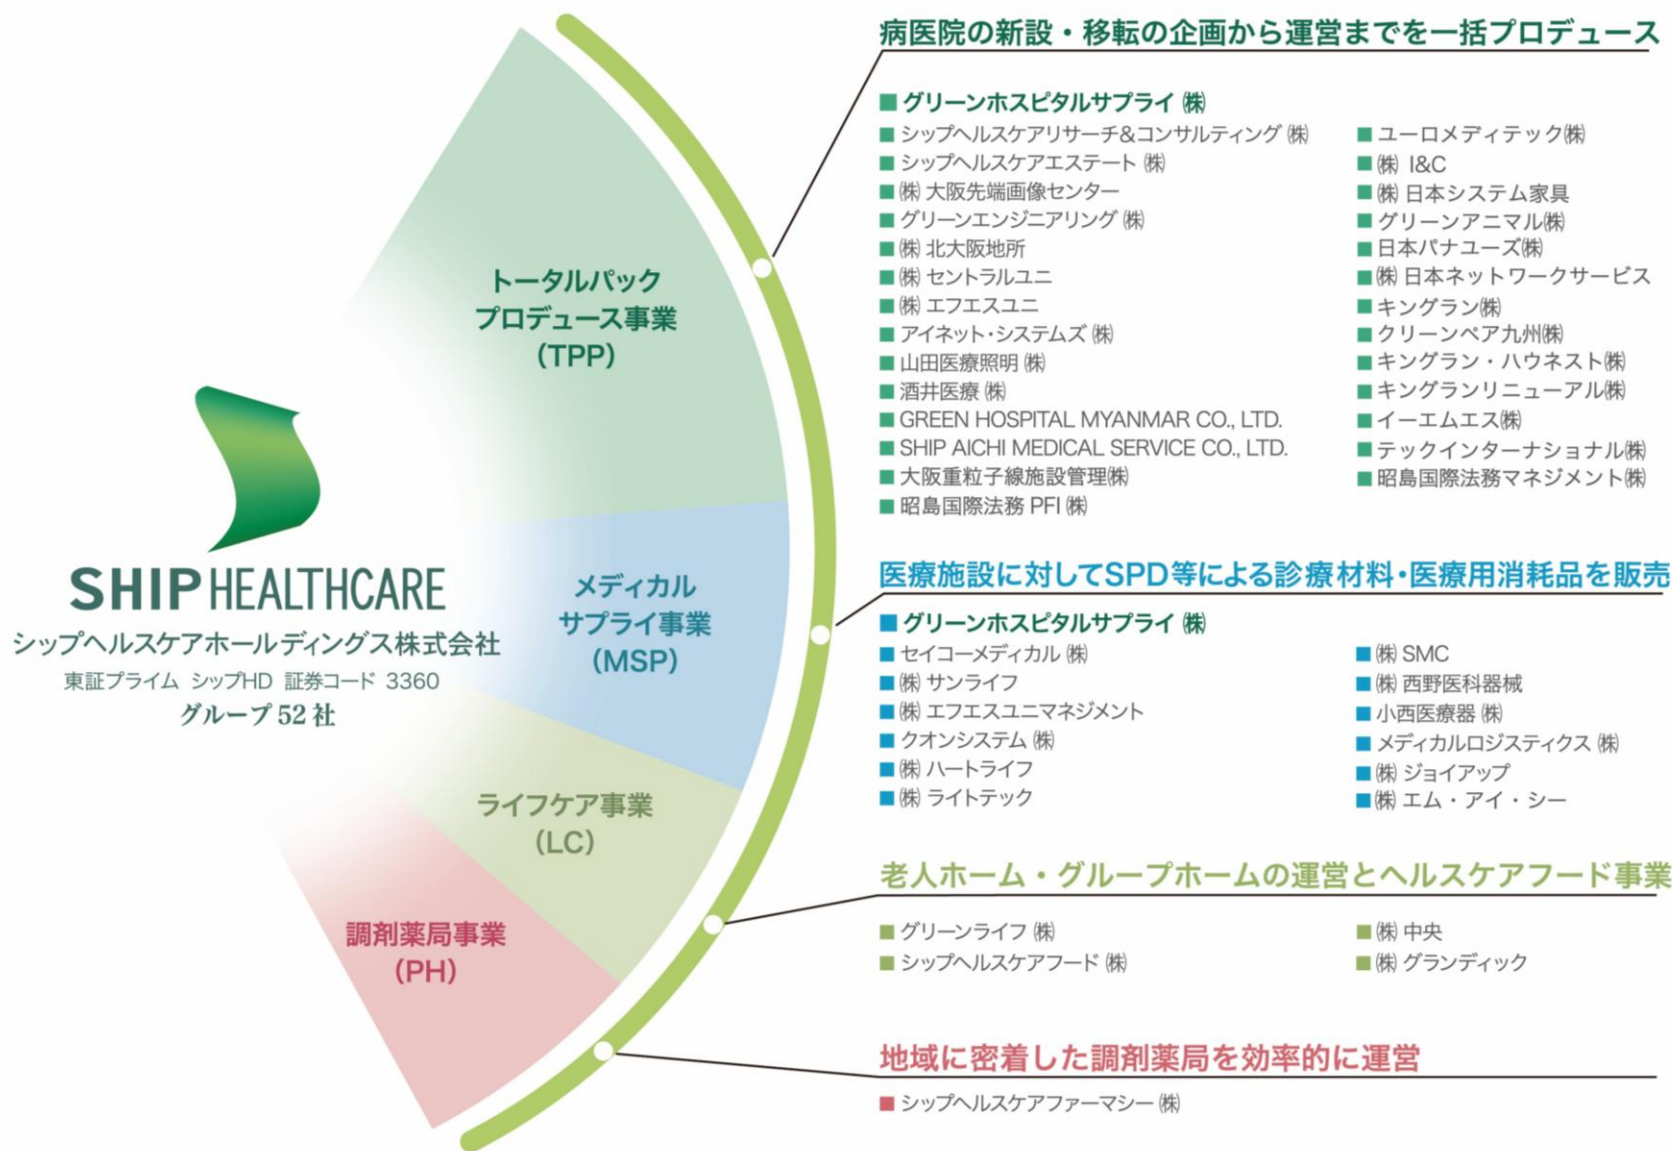 SHIP HEALTHCARE
シップヘルスケアホールディングス株式会社
東証プライム シップHD 証券コード 3360
グループ 52 社
トータルパック
プロデュース事業
(TPP)
メディカル
サプライ事業
(MSP)
ライフケア事業
(LC)
調剤薬局事業
(PH)
病医院の新設・移転の企画から運営までを一括プロデュース
■ グリーンホスピタルサプライ ㈱
■ シップヘルスケアリサーチ&コンサルティング ㈱
■ シップヘルスケアエステート ㈱
■ ㈱ 大阪先端画像センター
■ グリーンエンジニアリング ㈱
■ ㈱ 北大阪地所
■ ㈱ セントラルユニ
■ ㈱ エフエスユニ
■ アイネット・システムズ ㈱
■ 山田医療照明 ㈱
■ 酒井医療 ㈱
■ GREEN HOSPITAL MYANMAR CO., LTD.
■ SHIP AICHI MEDICAL SERVICE CO., LTD.
■ 大阪重粒子線施設管理㈱
■ 昭島国際法務 PFI ㈱
■ ユーロメディテック㈱
■ ㈱ I&C
■ ㈱ 日本システム家具
■ グリーンアニマル㈱
■ 日本パナユーズ㈱
■ ㈱ 日本ネットワークサービス
■ キングラン㈱
■ クリーンペア九州㈱
■ キングラン・ハウネスト㈱
■ キングランリニューアル㈱
■ イーエムエス㈱
■ テックインターナショナル㈱
■ 昭島国際法務マネジメント㈱
医療施設に対してSPD等による診療材料・医療用消耗品を販売
■ グリーンホスピタルサプライ ㈱
■ セイコーメディカル ㈱
■ ㈱ サンライフ
■ ㈱ エフエスユニマネジメント
■ クオンシステム ㈱
■ ㈱ ハートライフ
■ ㈱ ライトテック
■ ㈱ SMC
■ ㈱ 西野医科器械
■ 小西医療器 ㈱
■ メディカルロジスティクス ㈱
■ ㈱ ジョイアップ
■ ㈱ エム・アイ・シー
老人ホーム・グループホームの運営とヘルスケアフード事業
■ グリーンライフ ㈱
■ シップヘルスケアフード ㈱
■ ㈱ 中央
■ ㈱ グランディック
地域に密着した調剤薬局を効率的に運営
■ シップヘルスケアファーマシー ㈱